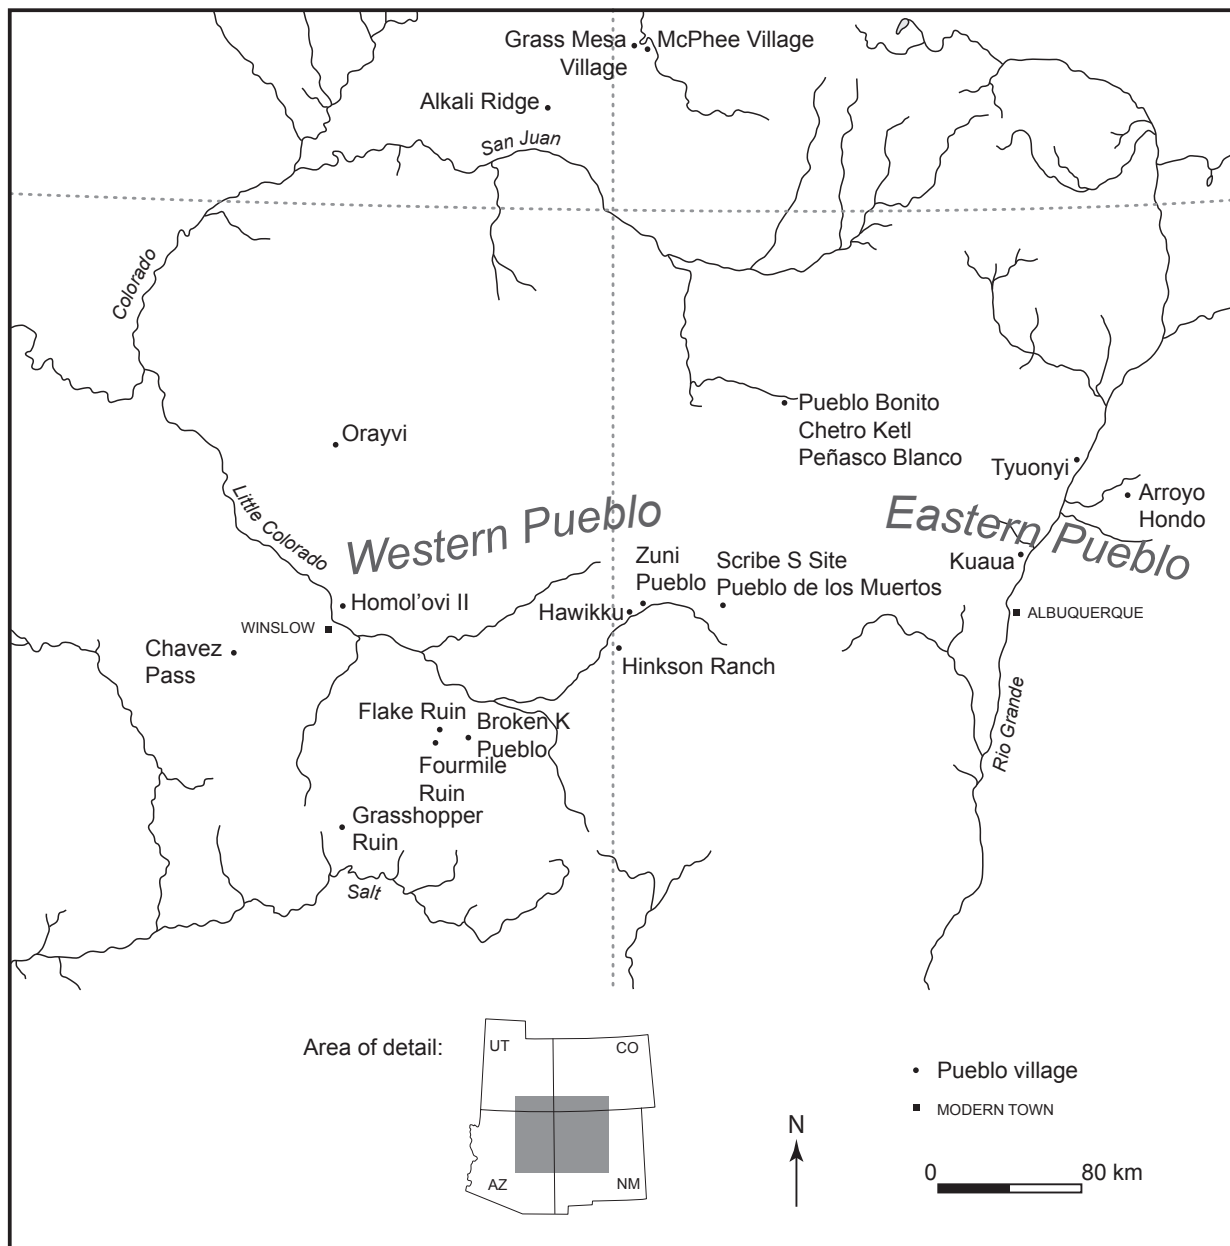 Grass Mesa
Village
McPhee Village
Alkali Ridge
San Juan
Colorado
Orayvi
Pueblo Bonito
Chetro Ketl
Peñasco Blanco
Tyuonyi
Arroyo
Hondo
Little Colorado
Western Pueblo
Eastern Pueblo
Kuaua
Zuni
Pueblo
Scribe S Site
Pueblo de los Muertos
Homol'ovi II
Hawikku
ALBUQUERQUE
WINSLOW
Chavez
Pass
Hinkson Ranch
Flake Ruin
Broken K
Pueblo
Fourmile
Ruin
Rio Grande
Grasshopper
Ruin
Salt
Area of detail:
UT
CO
AZ
NM
N
Pueblo village
MODERN TOWN
0
80 km